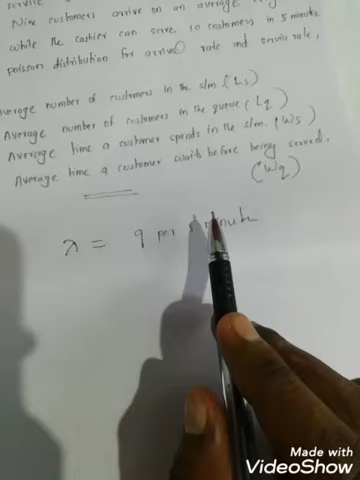 service
Nine customers arrive on an average
while the cashier can serve 10 customers in 5 minutes
poisson distribution for arrival rate and service rate,
Average number of customers in the s/m (Ls)
Average number of customers in the queue (Lq)
Average time a customer spends in the s/m. (Ws)
Average time a customer waits before being served.
(Wq)
λ = 9 per 5 minute
Made with
VideoShow